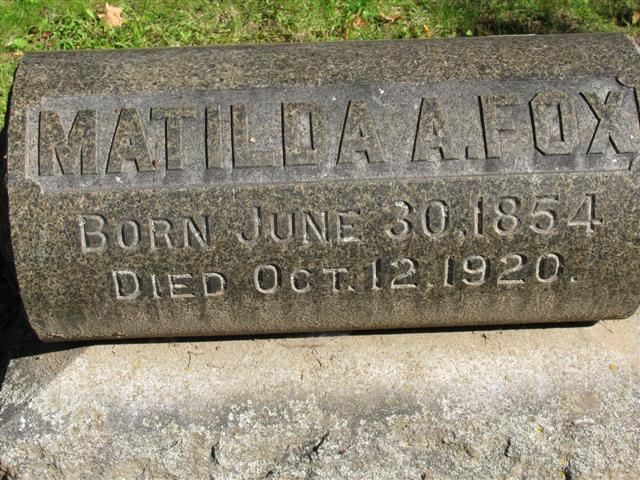 MATILDA A. FOX,
BORN JUNE 30, 1854
DIED OCT. 12, 1920.